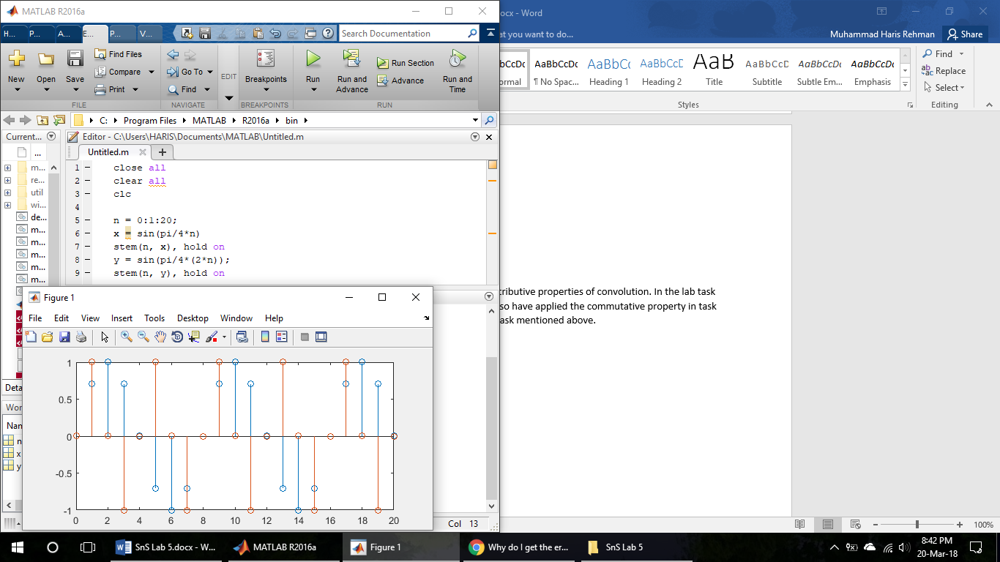 MATLAB R2016a
H... P... A... E... P... V...
Search Documentation
New Open Save
Find Files
Compare
Print
Go To
Find
EDIT
Breakpoints
Run
Run and Advance
Run Section
Advance
Run and Time
FILE NAVIGATE BREAKPOINTS RUN
C: Program Files MATLAB R2016a bin
Current...
Editor - C:\Users\HARIS\Documents\MATLAB\Untitled.m
Untitled.m
...
m...
re...
util
wi...
de...
m...
m...
m...
m...
m...
1 close all
2 clear all
3 clc
4
5 n = 0:1:20;
6 x = sin(pi/4*n)
7 stem(n, x), hold on
8 y = sin(pi/4*(2*n));
9 stem(n, y), hold on
Deta
Wor
Nan
n
x
y
Figure 1
File Edit View Insert Tools Desktop Window Help
1
0.5
0
-0.5
-1
0 2 4 6 8 10 12 14 16 18 20
Col 13
ocx - Word
at you want to do...
Muhammad Haris Rehman
Share
bCcDc AaBbCcDc AaBbCc AaBbCcD AaB AaBbCcD AaBbCcDc AaBbCcDc
ormal ¶ No Spac... Heading 1 Heading 2 Title Subtitle Subtle Em... Emphasis
Styles
Find
Replace
Select
Editing
tributive properties of convolution. In the lab task
so have applied the commutative property in task
ask mentioned above.
100%
SnS Lab 5.docx - W...
MATLAB R2016a
Figure 1
Why do I get the er...
SnS Lab 5
8:42 PM
20-Mar-18